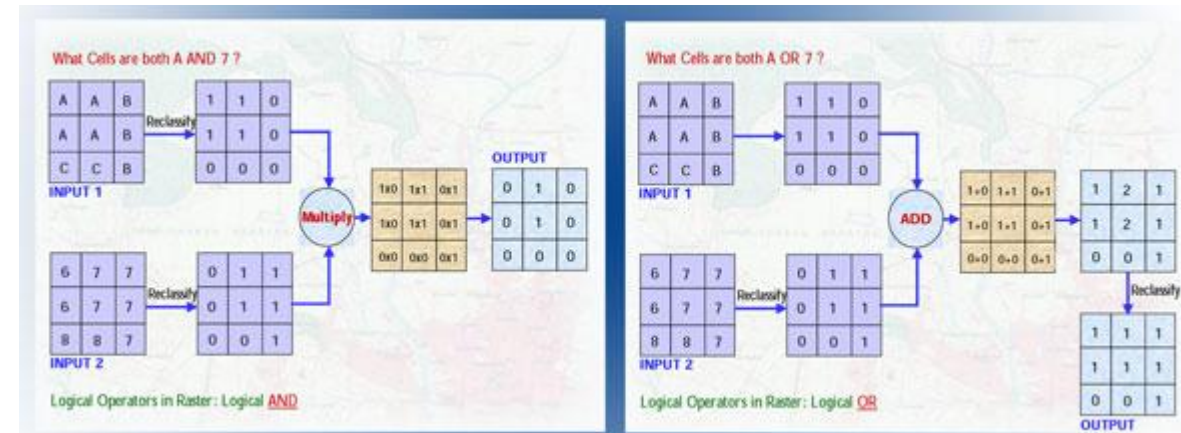 What Cells are both A AND 7 ?
A A B
A A B
C C B
INPUT 1
Reclassify
1 1 0
1 1 0
0 0 0
6 7 7
6 7 7
8 8 7
INPUT 2
Reclassify
0 1 1
0 1 1
0 0 1
Multiply
1x0 1x1 0x1
1x0 1x1 0x1
0x0 0x0 0x1
OUTPUT
0 1 0
0 1 0
0 0 0
Logical Operators in Raster: Logical AND
What Cells are both A OR 7 ?
A A B
A A B
C C B
INPUT 1
1 1 0
1 1 0
0 0 0
6 7 7
6 7 7
8 8 7
INPUT 2
Reclassify
0 1 1
0 1 1
0 0 1
ADD
1+0 1+1 0+1
1+0 1+1 0+1
0+0 0+0 0+1
1 2 1
1 2 1
0 0 1
Reclassify
1 1 1
1 1 1
0 0 1
OUTPUT
Logical Operators in Raster: Logical OR